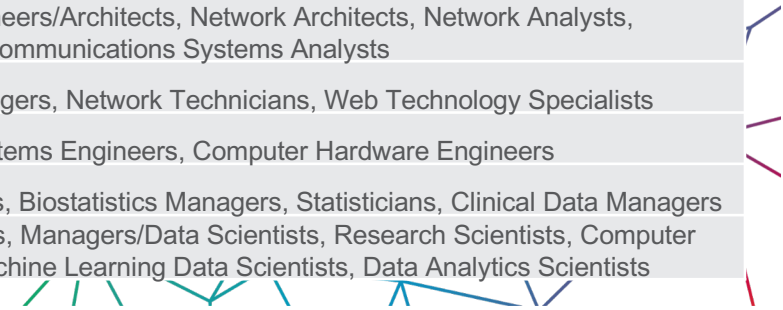 neers/Architects, Network Architects, Network Analysts,
ommunications Systems Analysts
gers, Network Technicians, Web Technology Specialists
tems Engineers, Computer Hardware Engineers
s, Biostatistics Managers, Statisticians, Clinical Data Managers
s, Managers/Data Scientists, Research Scientists, Computer
chine Learning Data Scientists, Data Analytics Scientists